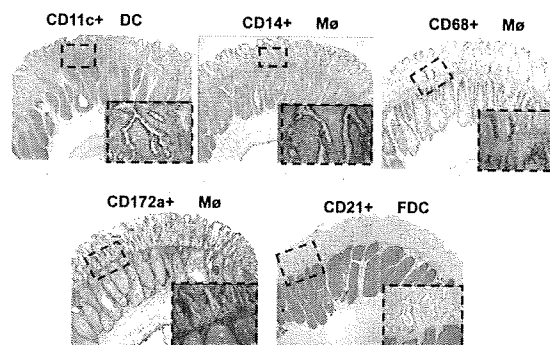 CD11c+ DC
CD14+ Mø
CD68+ Mø
CD172a+ Mø
CD21+ FDC